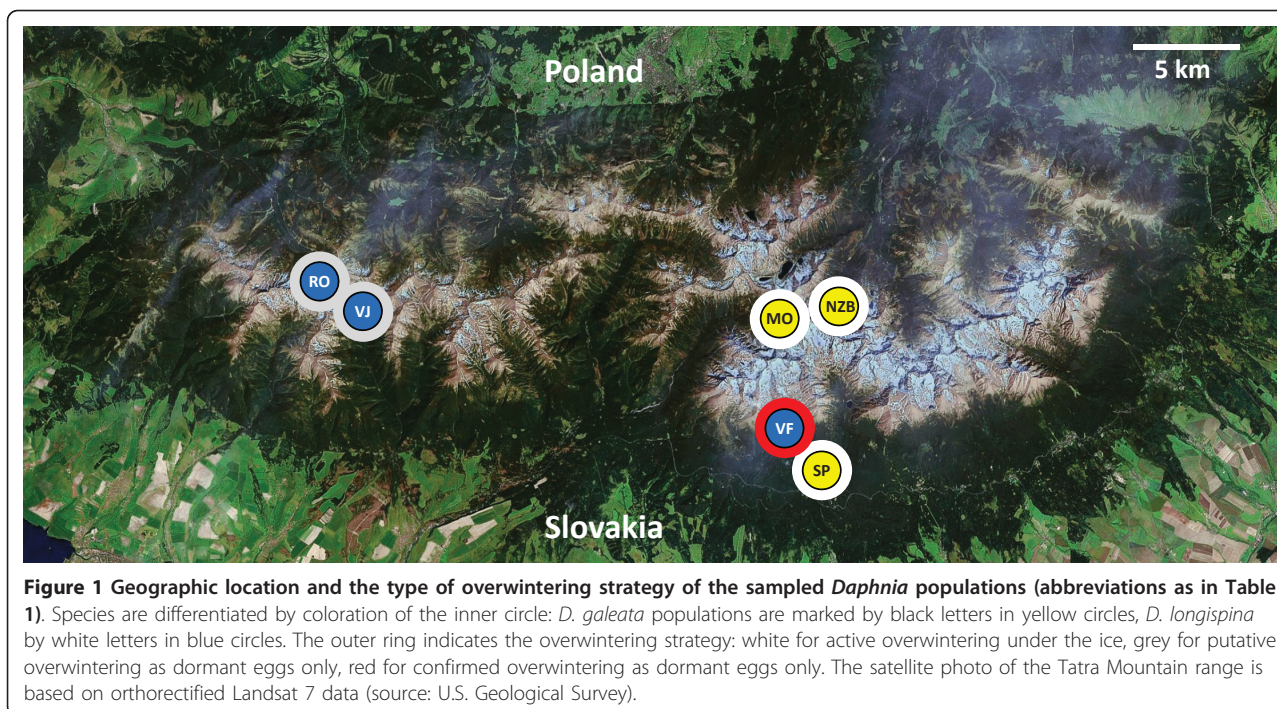 Poland
5 km
RO
VJ
MO
NZB
VF
SP
Slovakia
Figure 1 Geographic location and the type of overwintering strategy of the sampled Daphnia populations (abbreviations as in Table
1). Species are differentiated by coloration of the inner circle: D. galeata populations are marked by black letters in yellow circles, D. longispina
by white letters in blue circles. The outer ring indicates the overwintering strategy: white for active overwintering under the ice, grey for putative
overwintering as dormant eggs only, red for confirmed overwintering as dormant eggs only. The satellite photo of the Tatra Mountain range is
based on orthorectified Landsat 7 data (source: U.S. Geological Survey).